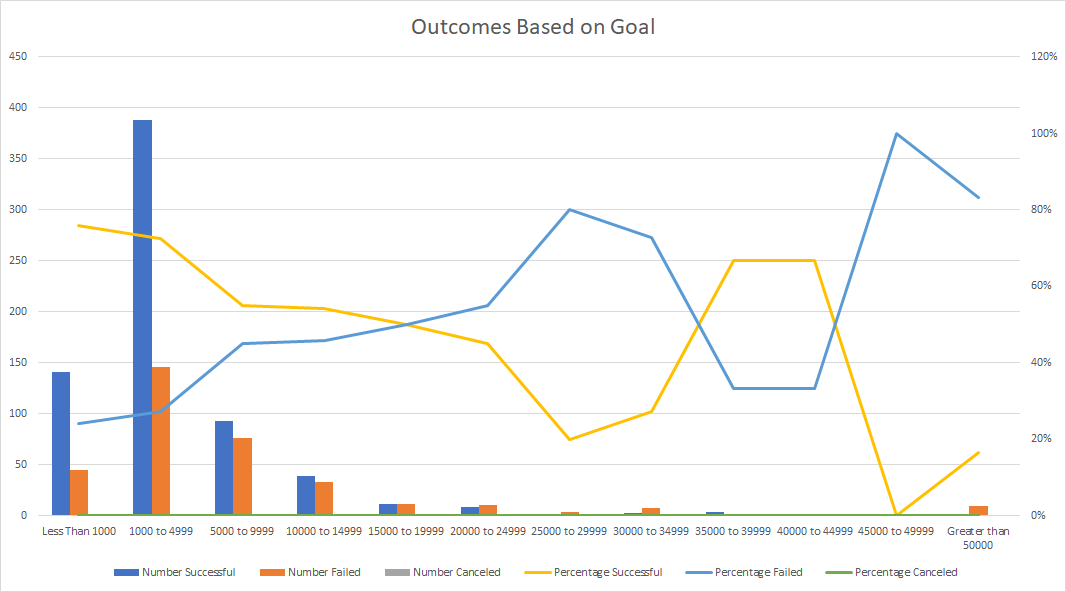 Outcomes Based on Goal
450
400
350
300
250
200
150
100
50
0
120%
100%
80%
60%
40%
20%
0%
Less Than 1000
1000 to 4999
5000 to 9999
10000 to 14999
15000 to 19999
20000 to 24999
25000 to 29999
30000 to 34999
35000 to 39999
40000 to 44999
45000 to 49999
Greater than
50000
Number Successful
Number Failed
Number Canceled
Percentage Successful
Percentage Failed
Percentage Canceled